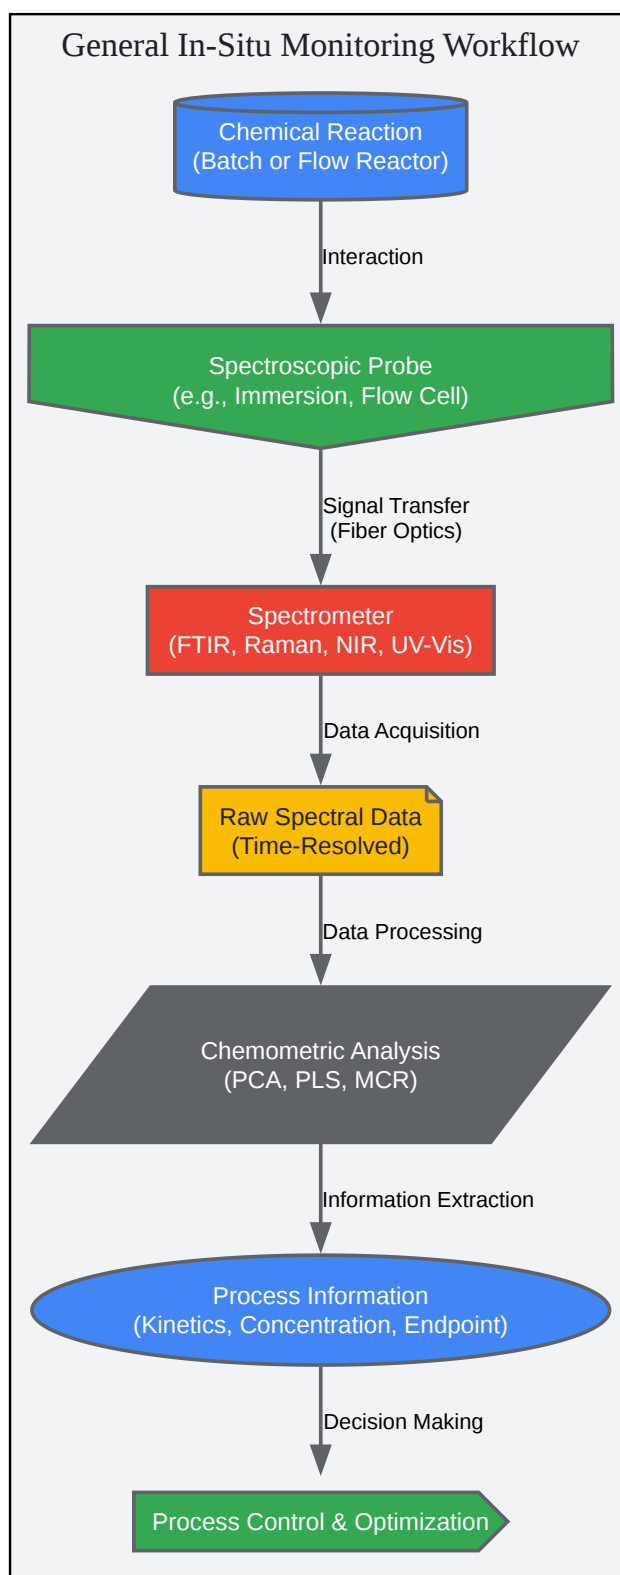 General In-Situ Monitoring Workflow
Chemical Reaction
(Batch or Flow Reactor)
Interaction
Spectroscopic Probe
(e.g., Immersion, Flow Cell)
Signal Transfer
(Fiber Optics)
Spectrometer
(FTIR, Raman, NIR, UV-Vis)
Data Acquisition
Raw Spectral Data
(Time-Resolved)
Data Processing
Chemometric Analysis
(PCA, PLS, MCR)
Information Extraction
Process Information
(Kinetics, Concentration, Endpoint)
Decision Making
Process Control & Optimization